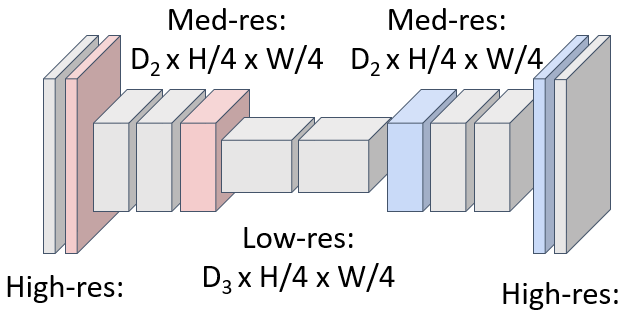 Med-res:
D₂ x H/4 x W/4
Med-res:
D₂ x H/4 x W/4
Low-res:
D₃ x H/4 x W/4
High-res:
High-res: